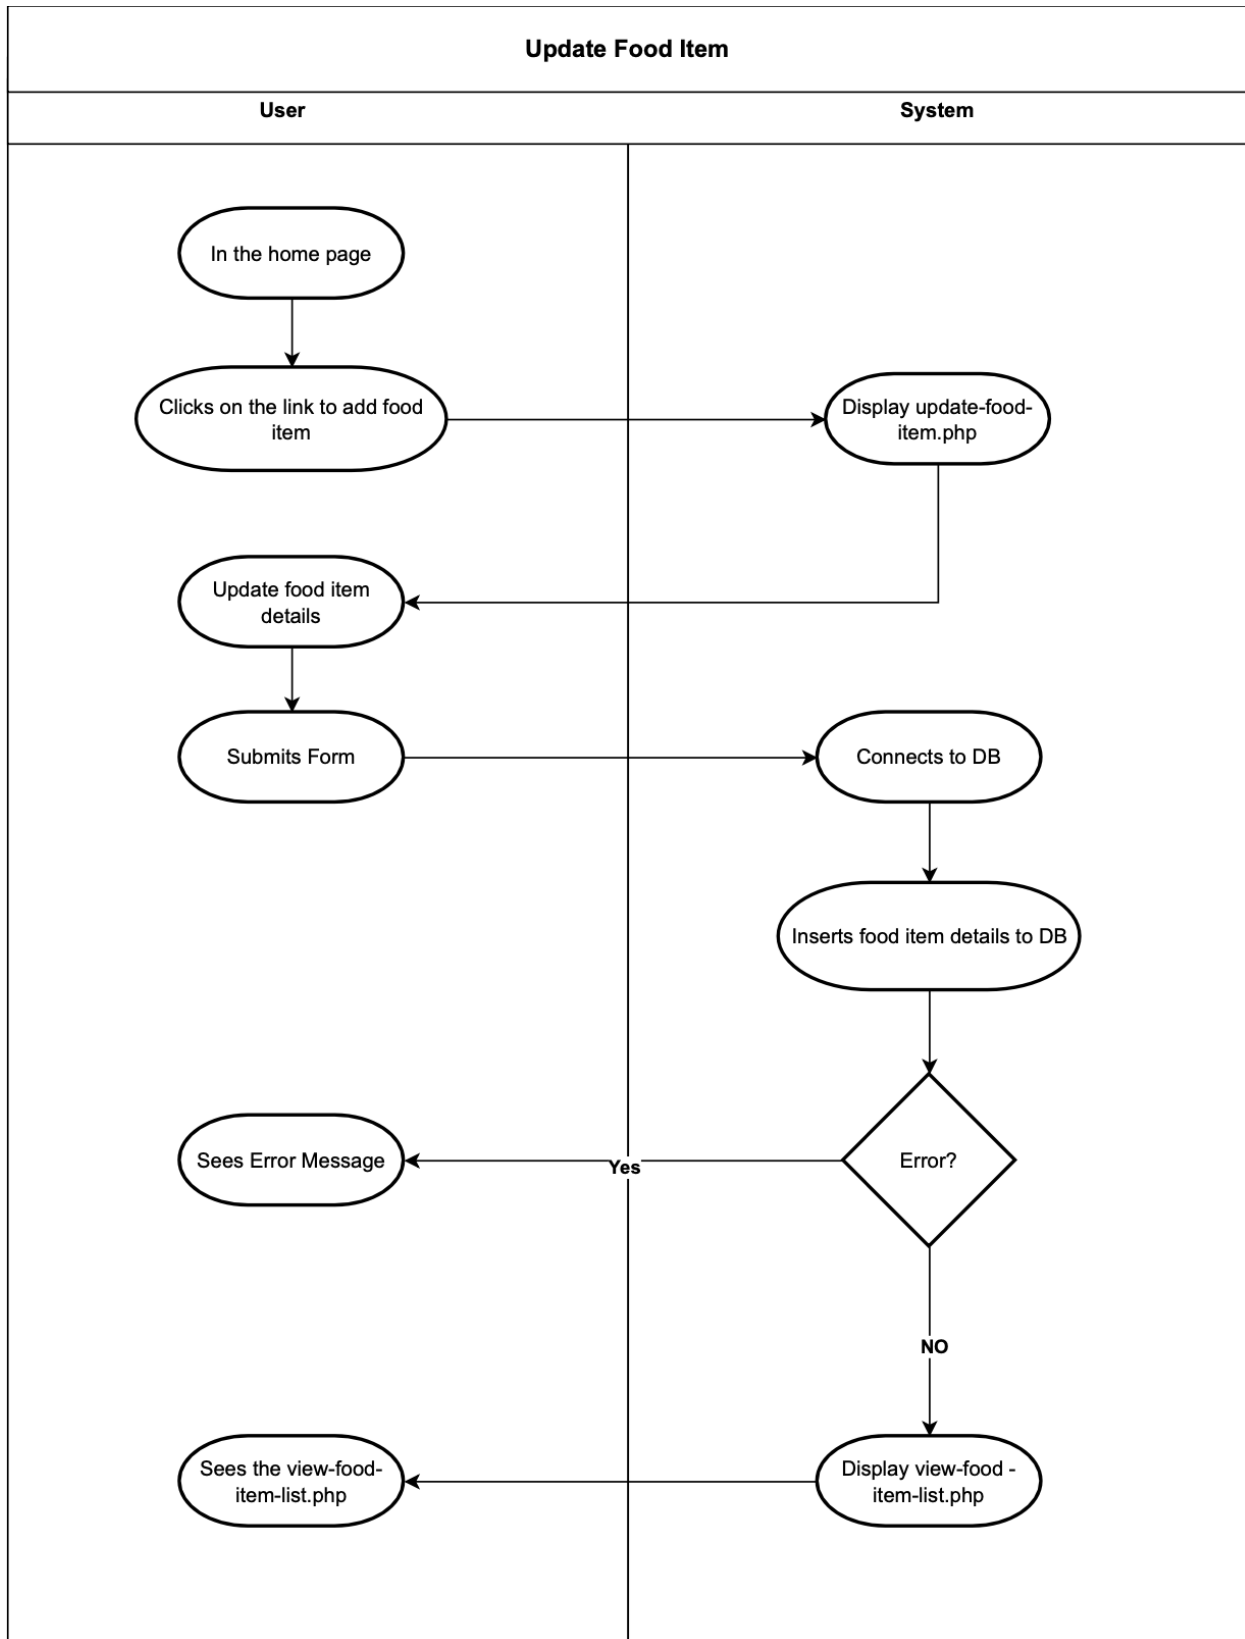 Update Food Item
User
System
In the home page
Clicks on the link to add food
item
Display update-food-
item.php
Update food item
details
Submits Form
Connects to DB
Inserts food item details to DB
Error?
Yes
Sees Error Message
NO
Display view-food -
item-list.php
Sees the view-food-
item-list.php